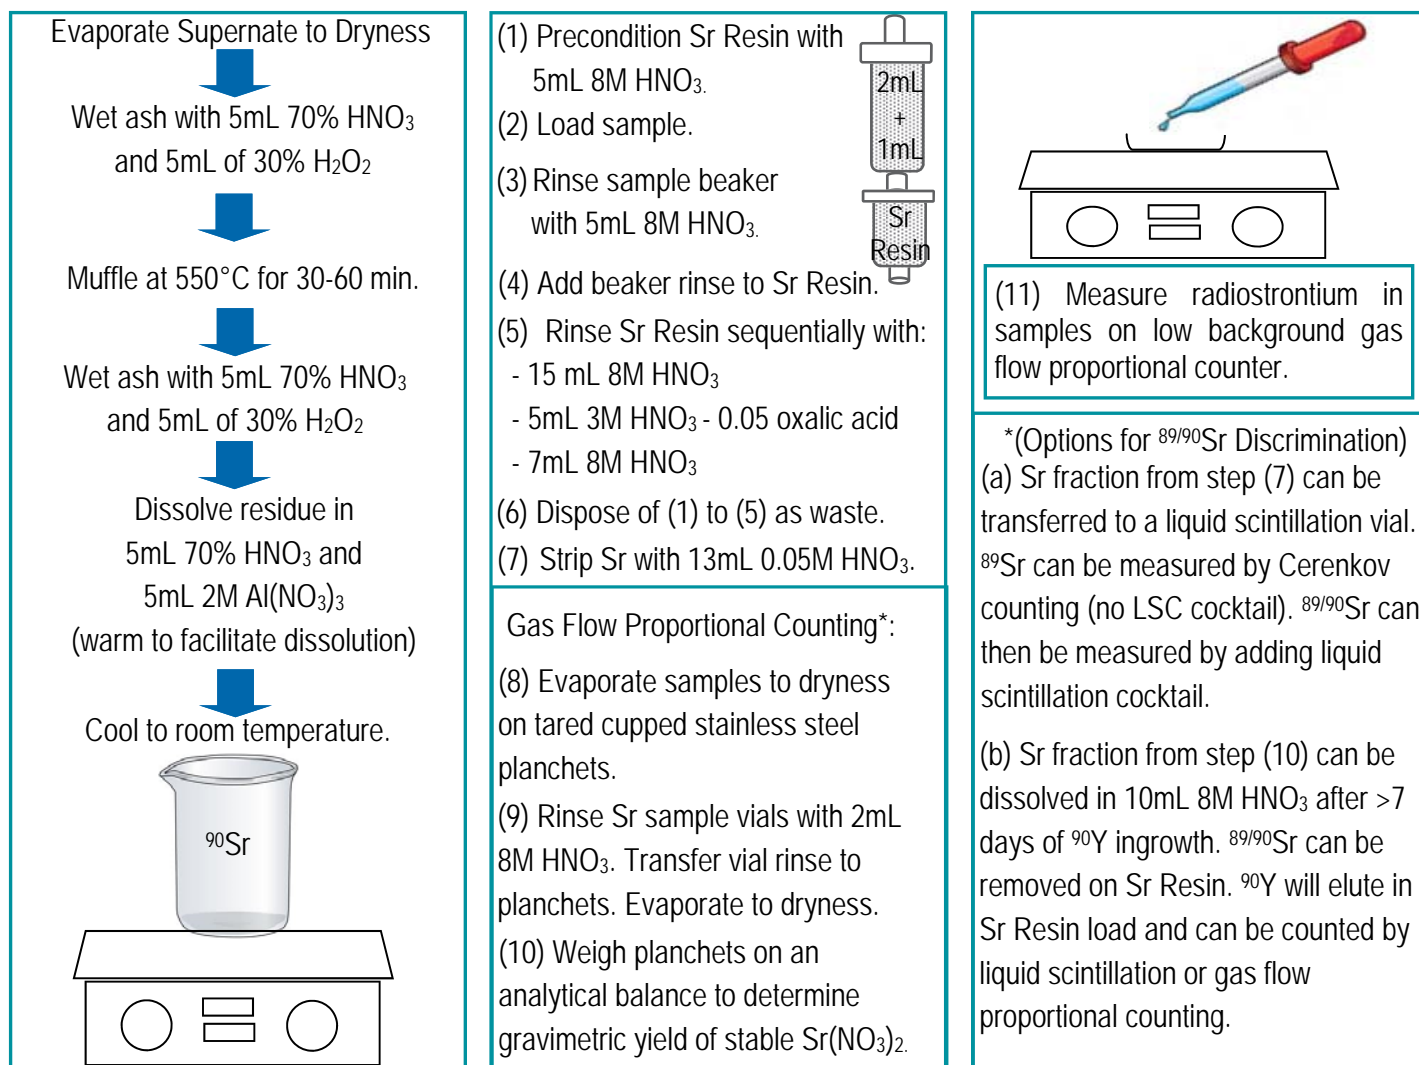 Evaporate Supernate to Dryness
Wet ash with 5mL 70% HNO₃
and 5mL of 30% H₂O₂
Muffle at 550°C for 30-60 min.
Wet ash with 5mL 70% HNO₃
and 5mL of 30% H₂O₂
Dissolve residue in
5mL 70% HNO₃ and
5mL 2M Al(NO₃)₃
(warm to facilitate dissolution)
Cool to room temperature.
⁹⁰Sr
(1) Precondition Sr Resin with
5mL 8M HNO₃.
(2) Load sample.
(3) Rinse sample beaker
with 5mL 8M HNO₃.
(4) Add beaker rinse to Sr Resin.
(5) Rinse Sr Resin sequentially with:
- 15 mL 8M HNO₃
- 5mL 3M HNO₃ - 0.05 oxalic acid
- 7mL 8M HNO₃
(6) Dispose of (1) to (5) as waste.
(7) Strip Sr with 13mL 0.05M HNO₃.
2mL
+
1mL
Sr
Resin
Gas Flow Proportional Counting*:
(8) Evaporate samples to dryness
on tared cupped stainless steel
planchets.
(9) Rinse Sr sample vials with 2mL
8M HNO₃. Transfer vial rinse to
planchets. Evaporate to dryness.
(10) Weigh planchets on an
analytical balance to determine
gravimetric yield of stable Sr(NO₃)₂.
(11) Measure radiostrontium in
samples on low background gas
flow proportional counter.
*(Options for ⁸⁹/⁹⁰Sr Discrimination)
(a) Sr fraction from step (7) can be
transferred to a liquid scintillation vial.
⁸⁹Sr can be measured by Cerenkov
counting (no LSC cocktail). ⁸⁹/⁹⁰Sr can
then be measured by adding liquid
scintillation cocktail.
(b) Sr fraction from step (10) can be
dissolved in 10mL 8M HNO₃ after >7
days of ⁹⁰Y ingrowth. ⁸⁹/⁹⁰Sr can be
removed on Sr Resin. ⁹⁰Y will elute in
Sr Resin load and can be counted by
liquid scintillation or gas flow
proportional counting.